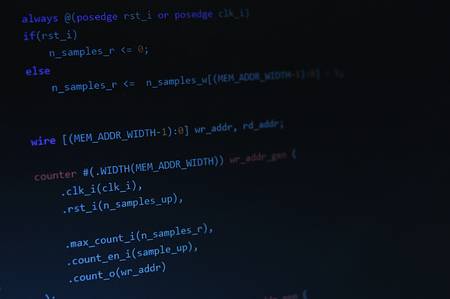 always @(posedge rst_i or posedge clk_i)
if(rst_i)
n_samples_r <= 0;
else
n_samples_r <= n_samples_w[(MEM_ADDR_WIDTH-1):0]
wire [(MEM_ADDR_WIDTH-1):0] wr_addr, rd_addr;
counter #(.WIDTH(MEM_ADDR_WIDTH)) wr_addr_gen (
.clk_i(clk_i),
.rst_i(n_samples_up),
.max_count_i(n_samples_r),
.count_en_i(sample_up),
.count_o(wr_addr)
);